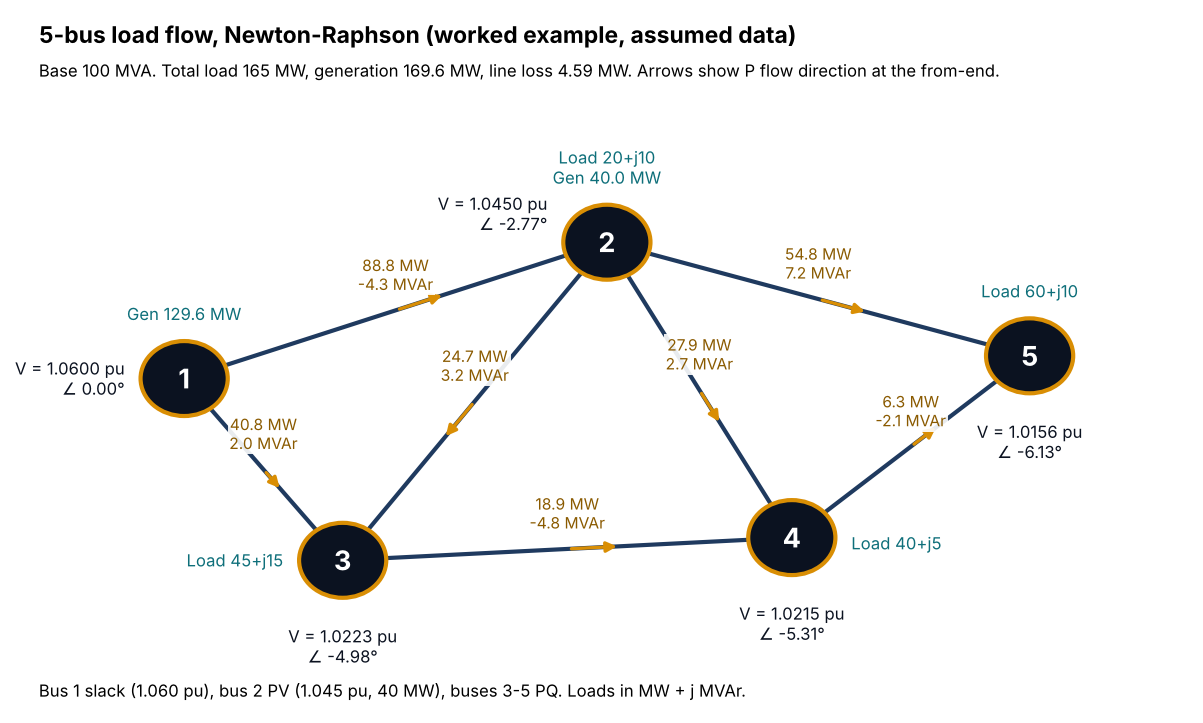 5-bus load flow, Newton-Raphson (worked example, assumed data)
Base 100 MVA. Total load 165 MW, generation 169.6 MW, line loss 4.59 MW. Arrows show P flow direction at the from-end.
Load 20+j10
Gen 40.0 MW
V = 1.0450 pu
∠ -2.77°
2
88.8 MW
-4.3 MVAr
54.8 MW
7.2 MVAr
Gen 129.6 MW
Load 60+j10
V = 1.0600 pu
∠ 0.00°
1
24.7 MW
3.2 MVAr
27.9 MW
2.7 MVAr
5
40.8 MW
2.0 MVAr
6.3 MW
-2.1 MVAr
V = 1.0156 pu
∠ -6.13°
18.9 MW
-4.8 MVAr
Load 45+j15
3
4
Load 40+j5
V = 1.0223 pu
∠ -4.98°
V = 1.0215 pu
∠ -5.31°
Bus 1 slack (1.060 pu), bus 2 PV (1.045 pu, 40 MW), buses 3-5 PQ. Loads in MW + j MVAr.